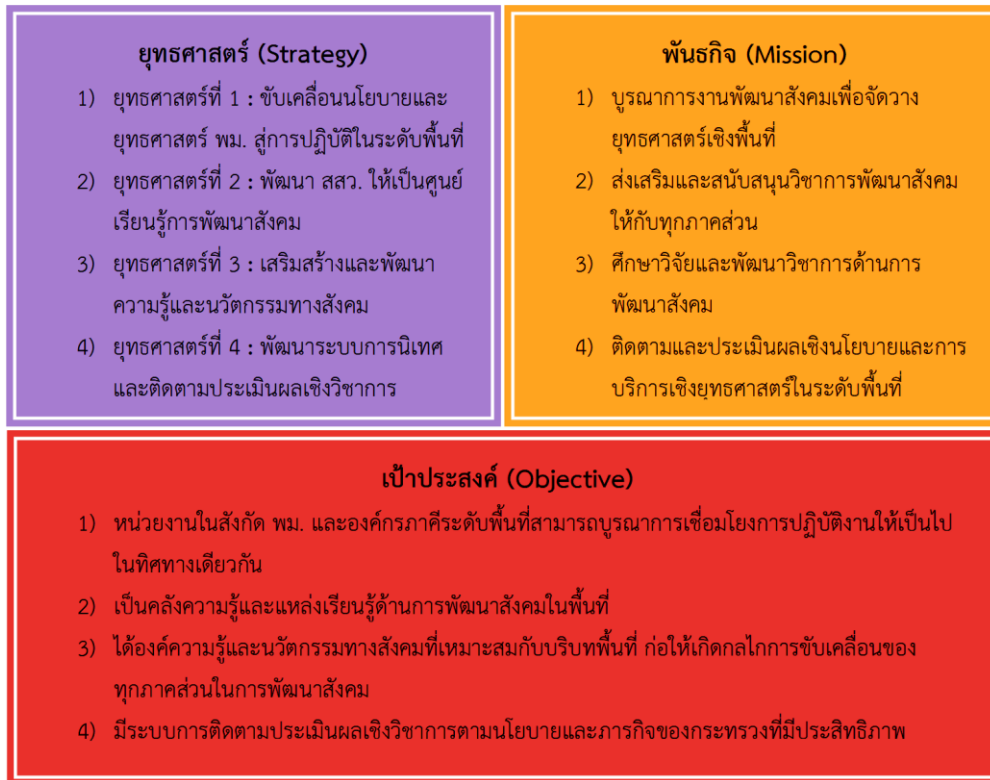 ยุทธศาสตร์ (Strategy)
1) ยุทธศาสตร์ที่ 1 : ขับเคลื่อนนโยบายและ
ยุทธศาสตร์ พม. สู่การปฏิบัติในระดับพื้นที่
2) ยุทธศาสตร์ที่ 2 : พัฒนา สสว. ให้เป็นศูนย์
เรียนรู้การพัฒนาสังคม
3) ยุทธศาสตร์ที่ 3 : เสริมสร้างและพัฒนา
ความรู้และนวัตกรรมทางสังคม
4) ยุทธศาสตร์ที่ 4 : พัฒนาระบบการนิเทศ
และติดตามประเมินผลเชิงวิชาการ
พันธกิจ (Mission)
1) บูรณาการงานพัฒนาสังคมเพื่อจัดวาง
ยุทธศาสตร์เชิงพื้นที่
2) ส่งเสริมและสนับสนุนวิชาการพัฒนาสังคม
ให้กับทุกภาคส่วน
3) ศึกษาวิจัยและพัฒนาวิชาการด้านการ
พัฒนาสังคม
4) ติดตามและประเมินผลเชิงนโยบายและการ
บริการเชิงยุทธศาสตร์ในระดับพื้นที่
เป้าประสงค์ (Objective)
1) หน่วยงานในสังกัด พม. และองค์กรภาคีระดับพื้นที่สามารถบูรณาการเชื่อมโยงการปฏิบัติงานให้เป็นไป
ในทิศทางเดียวกัน
2) เป็นคลังความรู้และแหล่งเรียนรู้ด้านการพัฒนาสังคมในพื้นที่
3) ได้องค์ความรู้และนวัตกรรมทางสังคมที่เหมาะสมกับบริบทพื้นที่ ก่อให้เกิดกลไกการขับเคลื่อนของ
ทุกภาคส่วนในการพัฒนาสังคม
4) มีระบบการติดตามประเมินผลเชิงวิชาการตามนโยบายและภารกิจของกระทรวงที่มีประสิทธิภาพ